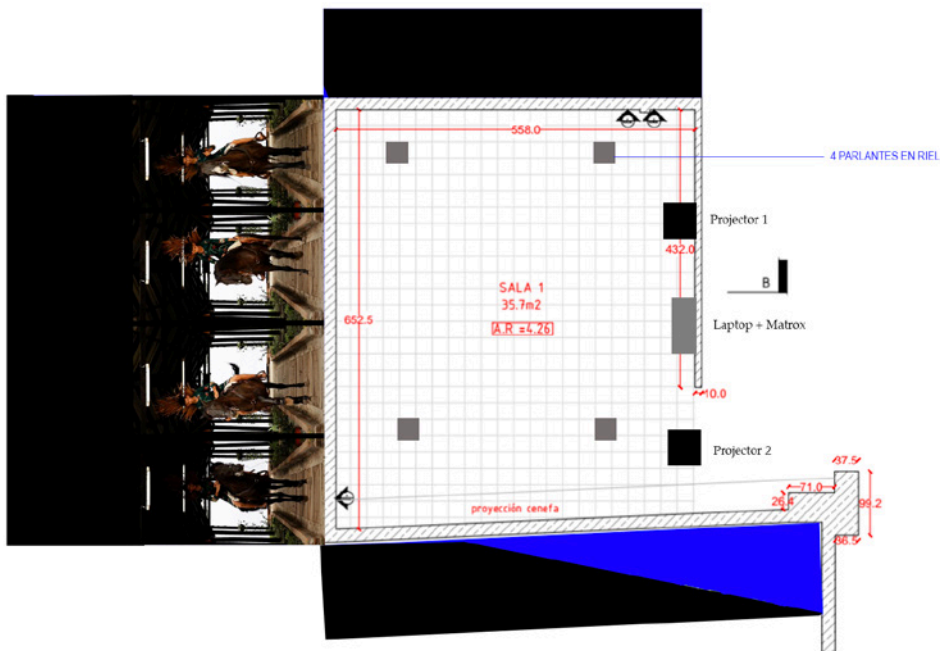 558.0
4 PARLANTES EN RIEL
Projector 1
432.0
B
SALA 1
35.7m2
A.R =4.26
652.5
Laptop + Matrox
10.0
Projector 2
37.5
71.0
26.4
99.2
proyección cenefa
36.5